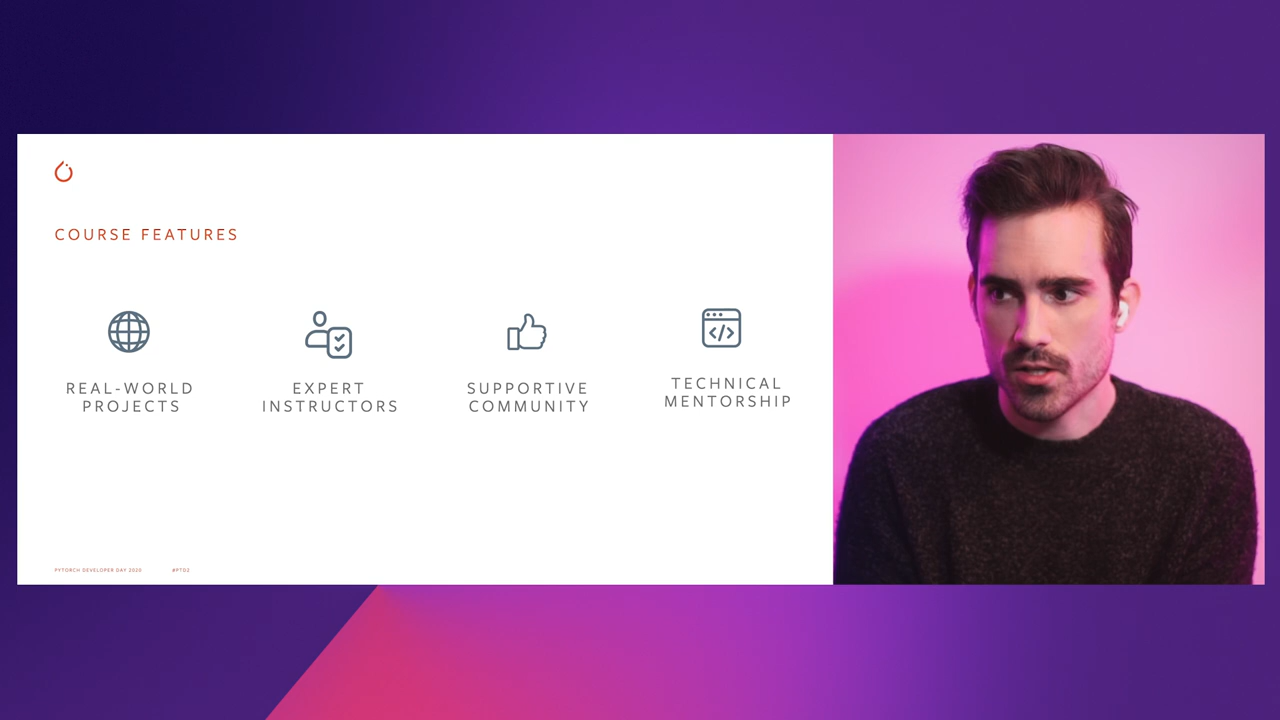 COURSE FEATURES
REAL-WORLD
PROJECTS
EXPERT
INSTRUCTORS
SUPPORTIVE
COMMUNITY
TECHNICAL
MENTORSHIP
PYTORCH DEVELOPER DAY 2020
#PTD2